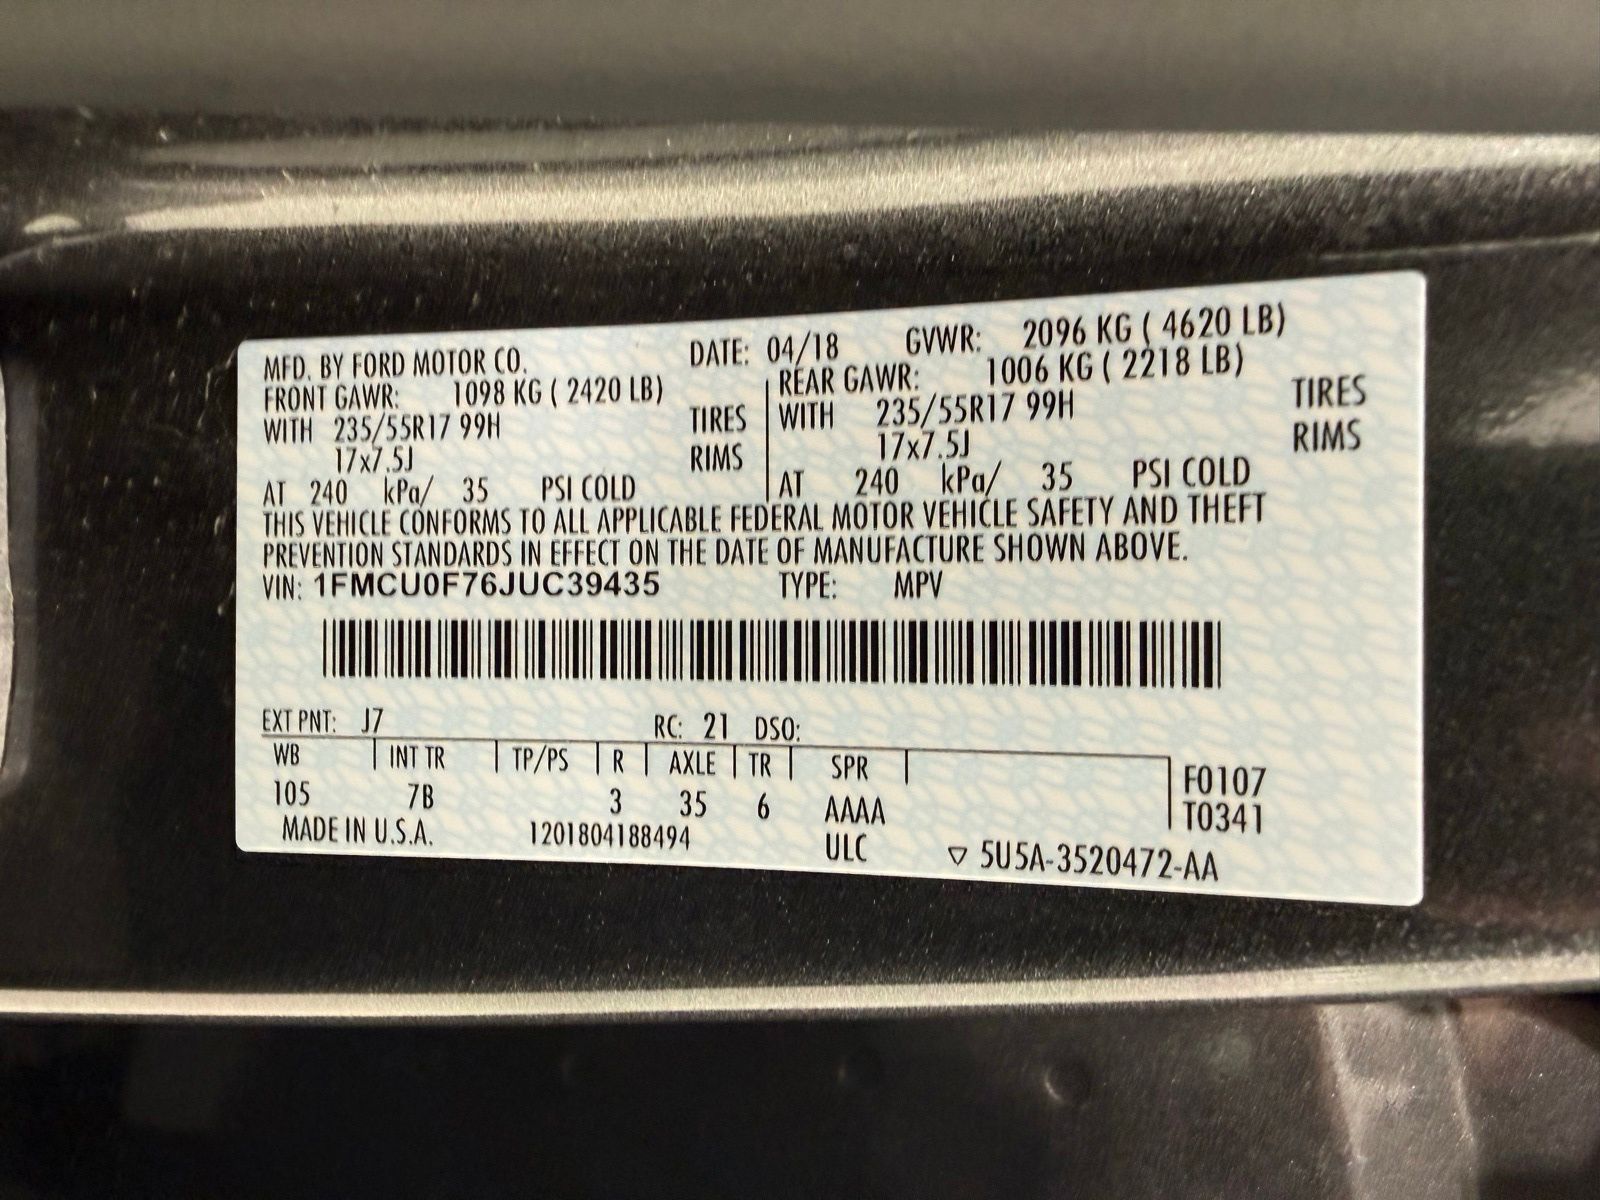 MFD. BY FORD MOTOR CO. DATE: 04/18 GVWR: 2096 KG ( 4620 LB)
FRONT GAWR: 1098 KG ( 2420 LB) REAR GAWR: 1006 KG ( 2218 LB)
WITH 235/55R17 99H TIRES WITH 235/55R17 99H TIRES
17x7.5J RIMS 17x7.5J RIMS
AT 240 kPa/ 35 PSI COLD AT 240 kPa/ 35 PSI COLD
THIS VEHICLE CONFORMS TO ALL APPLICABLE FEDERAL MOTOR VEHICLE SAFETY AND THEFT
PREVENTION STANDARDS IN EFFECT ON THE DATE OF MANUFACTURE SHOWN ABOVE.
VIN: 1FMCU0F76JUC39435 TYPE: MPV
EXT PNT: J7 RC: 21 DSO:
WB INT TR TP/PS R AXLE TR SPR F0107
105 7B 3 35 6 AAAA T0341
MADE IN U.S.A. 1201804188494 ULC ▽ 5U5A-3520472-AA